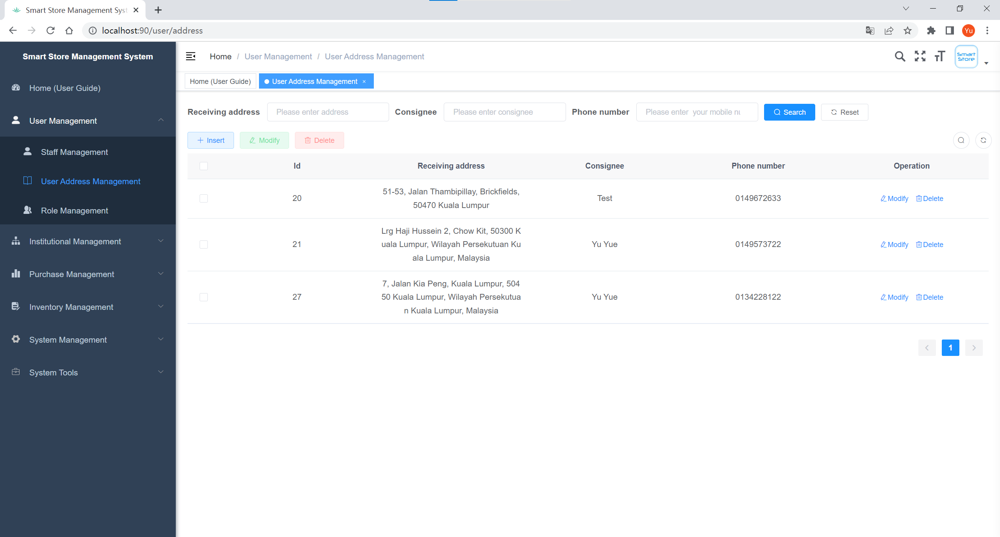 Smart Store Management Syst
localhost:90/user/address
Yu
Smart Store Management System
Home / User Management / User Address Management
Smart
Store
Home (User Guide)
User Address Management
Home (User Guide)
User Management
Staff Management
User Address Management
Role Management
Institutional Management
Purchase Management
Inventory Management
System Management
System Tools
Receiving address Please enter address Consignee Please enter consignee Phone number Please enter your mobile nu Search Reset
Insert Modify Delete
Id Receiving address Consignee Phone number Operation
20 51-53, Jalan Thambipillay, Brickfields,
50470 Kuala Lumpur Test 0149672633 Modify Delete
21 Lrg Haji Hussein 2, Chow Kit, 50300 K
uala Lumpur, Wilayah Persekutuan Ku
ala Lumpur, Malaysia Yu Yue 0149573722 Modify Delete
27 7, Jalan Kia Peng, Kuala Lumpur, 504
50 Kuala Lumpur, Wilayah Persekutua
n Kuala Lumpur, Malaysia Yu Yue 0134228122 Modify Delete
1